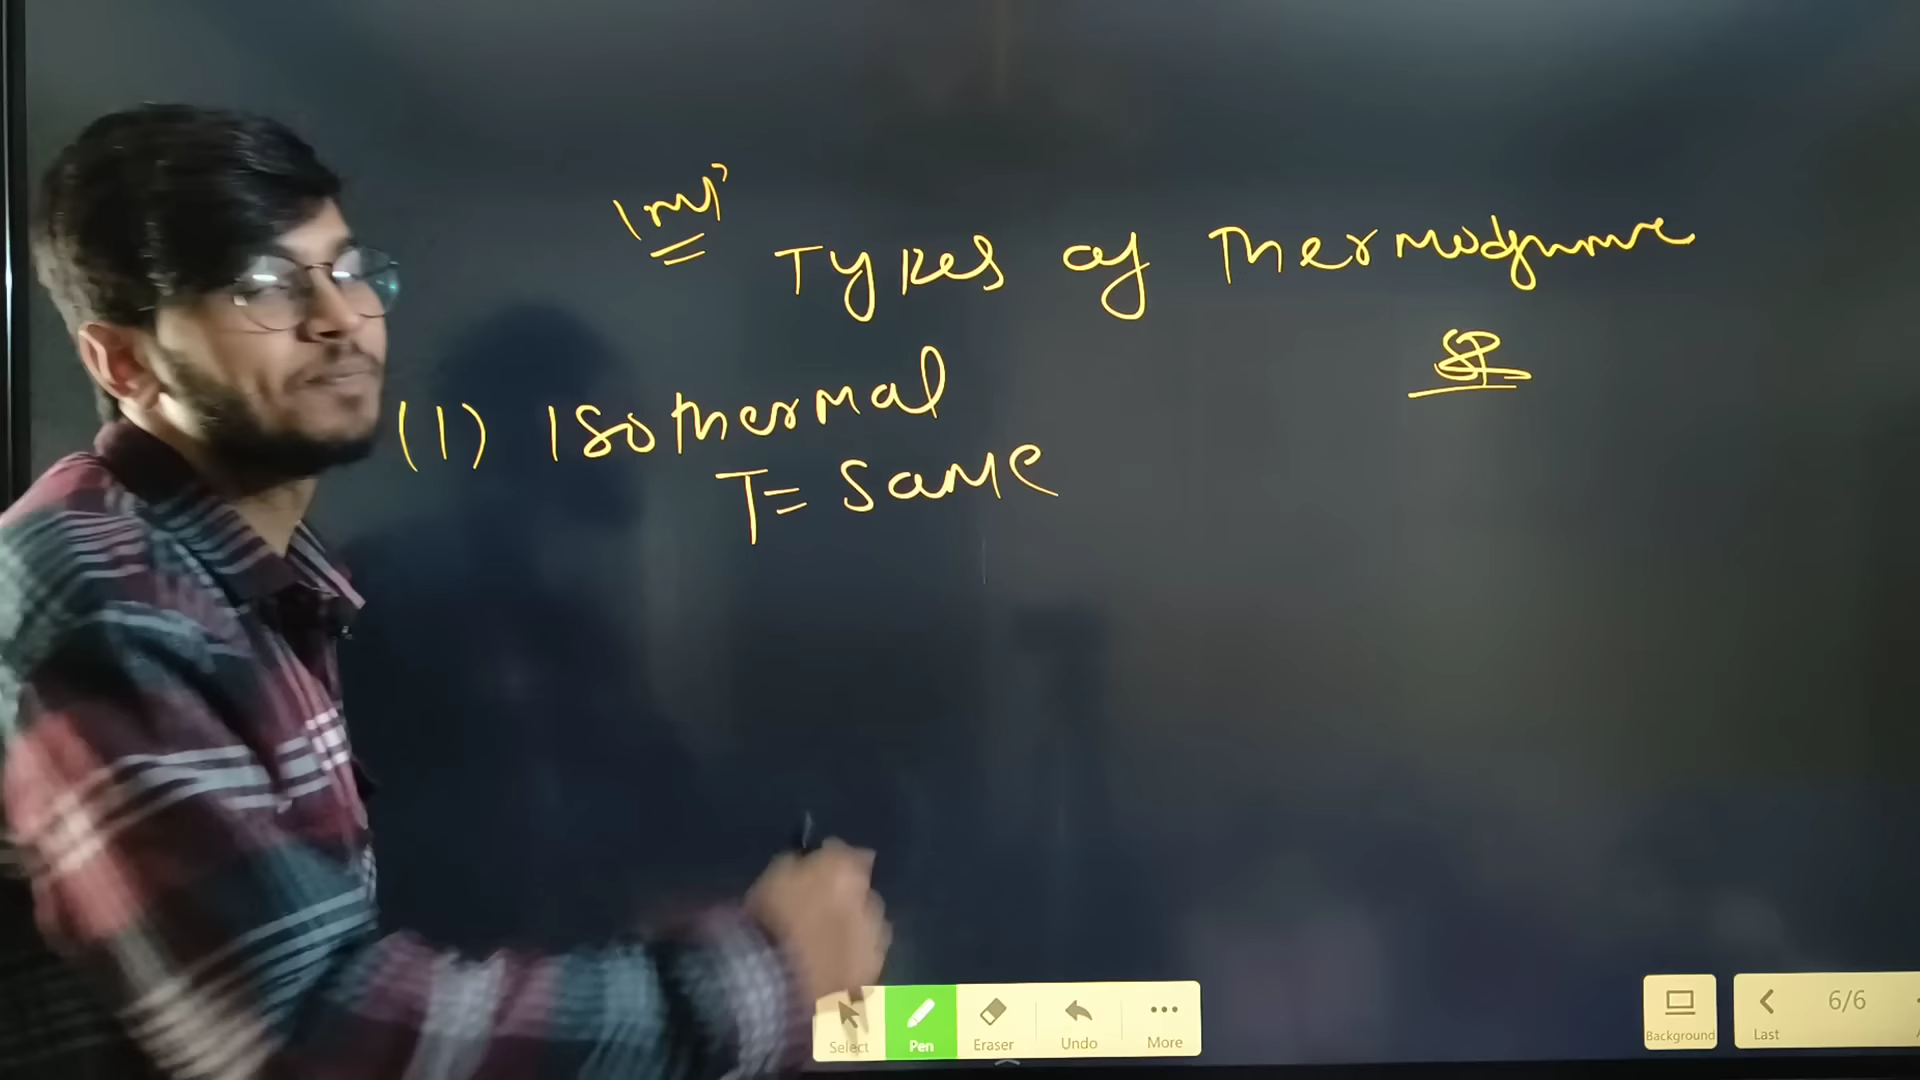 Imp
Types of Thermodynamic
(1) Isothermal
T= Same
Select Pen Eraser Undo More
Background
Last
6/6